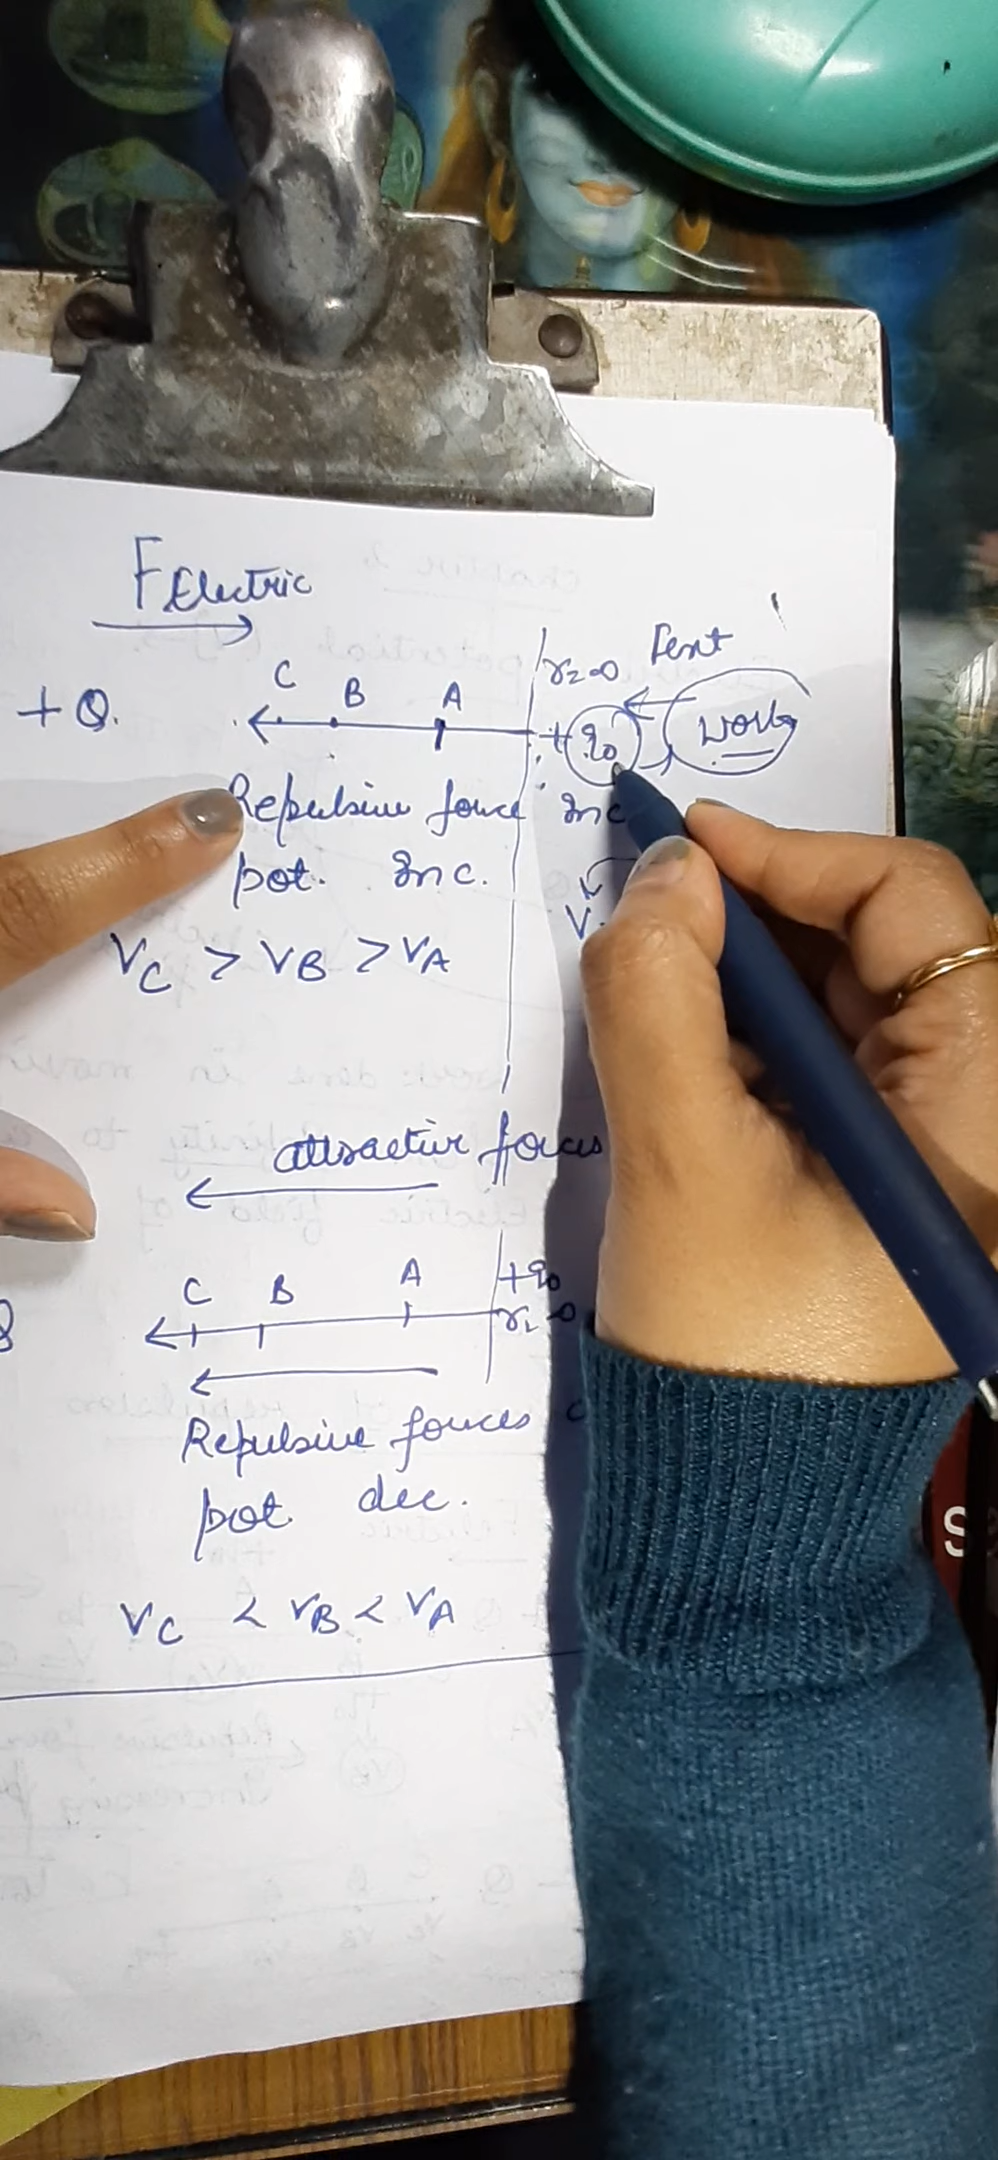 FElectric
r=∞ Fext
+Q. C B A +q0 work
Repulsive force Inc
pot. Inc.
V
VC > VB > VA
attractive forces
C B A +q0
Repulsive forces
pot dec.
VC < VB < VA
S